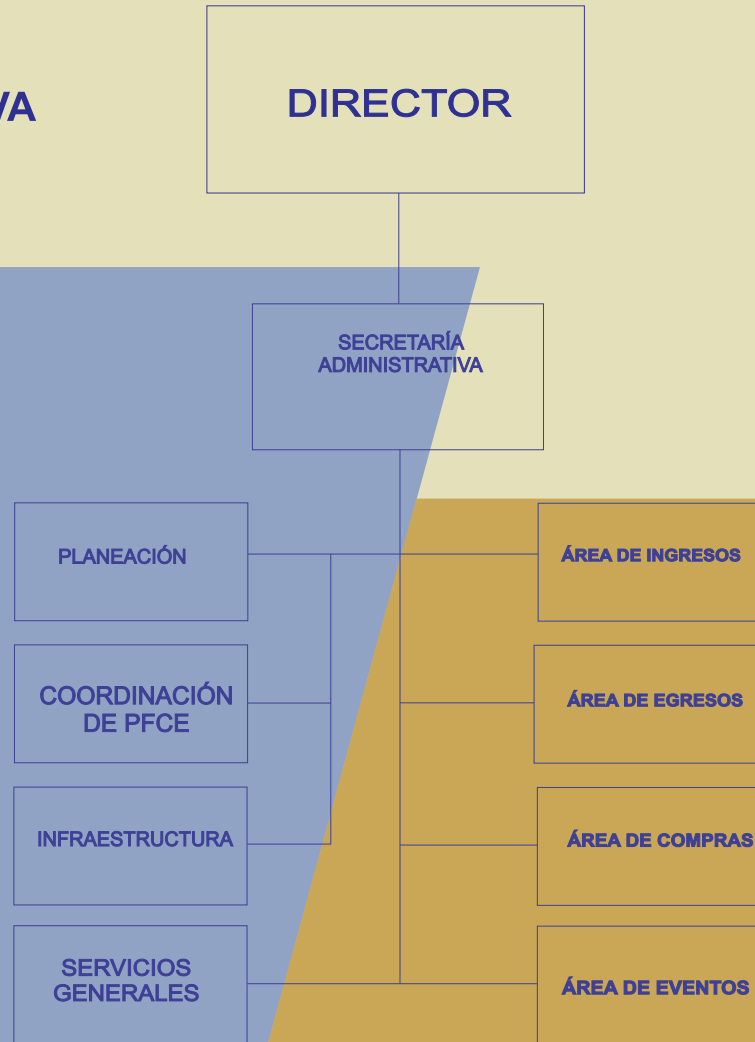 VA
DIRECTOR
SECRETARÍA
ADMINISTRATIVA
PLANEACIÓN
ÁREA DE INGRESOS
COORDINACIÓN
DE PFCE
ÁREA DE EGRESOS
INFRAESTRUCTURA
ÁREA DE COMPRAS
SERVICIOS
GENERALES
ÁREA DE EVENTOS